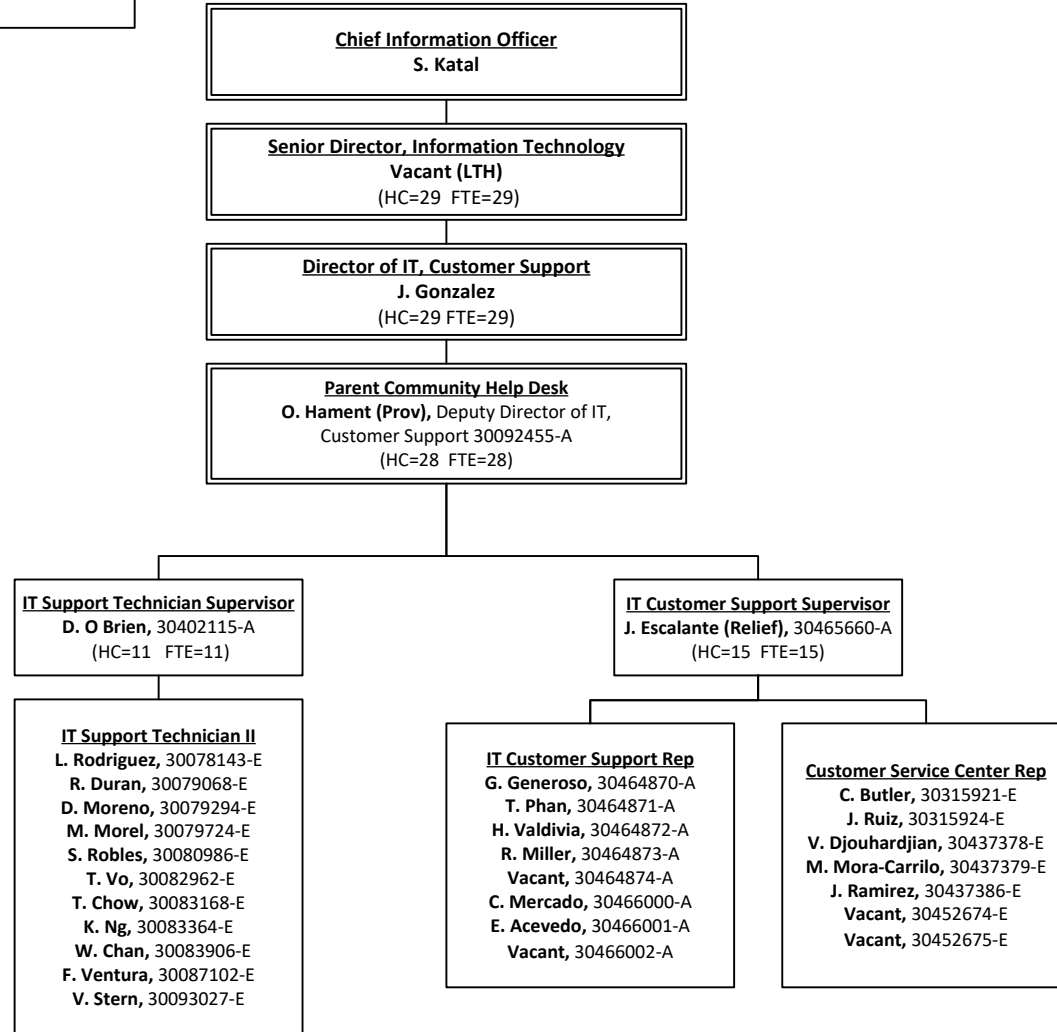 Chief Information Officer
S. Katal
Senior Director, Information Technology
Vacant (LTH)
(HC=29 FTE=29)
Director of IT, Customer Support
J. Gonzalez
(HC=29 FTE=29)
Parent Community Help Desk
O. Hament (Prov), Deputy Director of IT,
Customer Support 30092455-A
(HC=28 FTE=28)
IT Support Technician Supervisor
D. O Brien, 30402115-A
(HC=11 FTE=11)
IT Support Technician II
L. Rodriguez, 30078143-E
R. Duran, 30079068-E
D. Moreno, 30079294-E
M. Morel, 30079724-E
S. Robles, 30080986-E
T. Vo, 30082962-E
T. Chow, 30083168-E
K. Ng, 30083364-E
W. Chan, 30083906-E
F. Ventura, 30087102-E
V. Stern, 30093027-E
IT Customer Support Supervisor
J. Escalante (Relief), 30465660-A
(HC=15 FTE=15)
IT Customer Support Rep
G. Generoso, 30464870-A
T. Phan, 30464871-A
H. Valdivia, 30464872-A
R. Miller, 30464873-A
Vacant, 30464874-A
C. Mercado, 30466000-A
E. Acevedo, 30466001-A
Vacant, 30466002-A
Customer Service Center Rep
C. Butler, 30315921-E
J. Ruiz, 30315924-E
V. Djouhardjian, 30437378-E
M. Mora-Carrilo, 30437379-E
J. Ramirez, 30437386-E
Vacant, 30452674-E
Vacant, 30452675-E